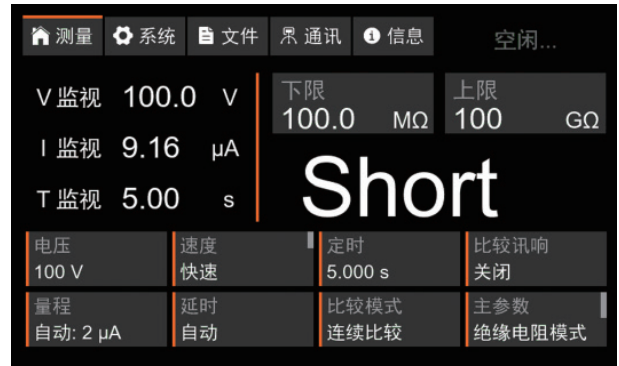 测量 系统 文件 通讯 信息 空闲...
V 监视 100.0 V
I 监视 9.16 μA
T 监视 5.00 s
下限 上限
100.0 MΩ 100 GΩ
Short
电压 速度 定时 比较讯响
100 V 快速 5.000 s 关闭
量程 延时 比较模式 主参数
自动: 2 μA 自动 连续比较 绝缘电阻模式